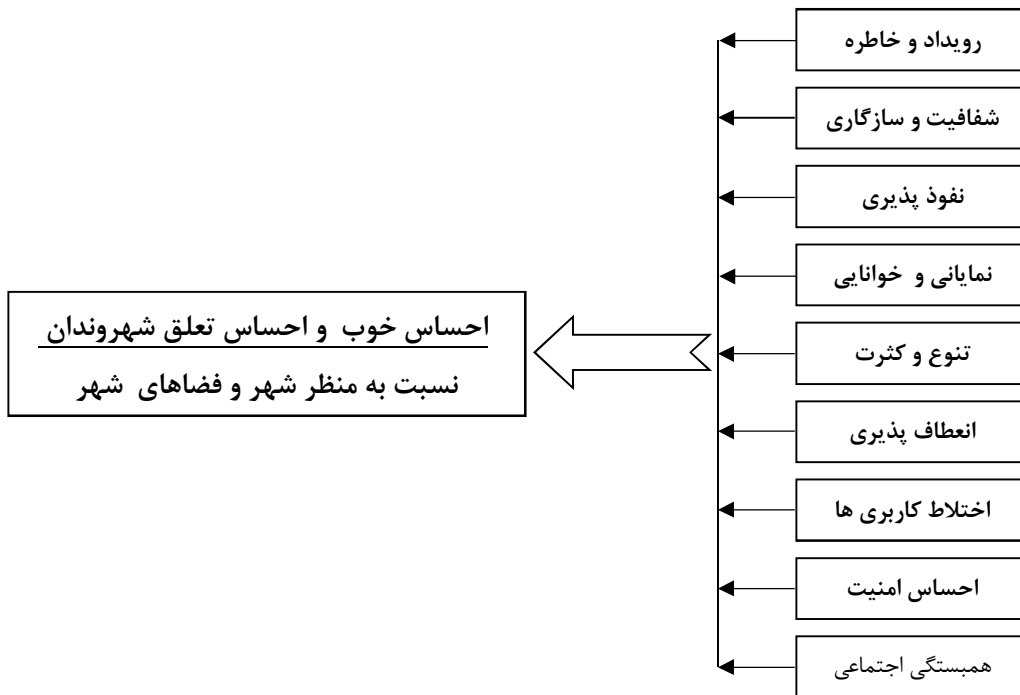 رویداد و خاطره
شفافیت و سازگاری
نفوذ پذیری
نمایانی و خوانایی
تنوع و کثرت
انعطاف پذیری
اختلاط کاربری ها
احساس امنیت
همبستگی اجتماعی
احساس خوب و احساس تعلق شهروندان
نسبت به منظر شهر و فضاهای شهر